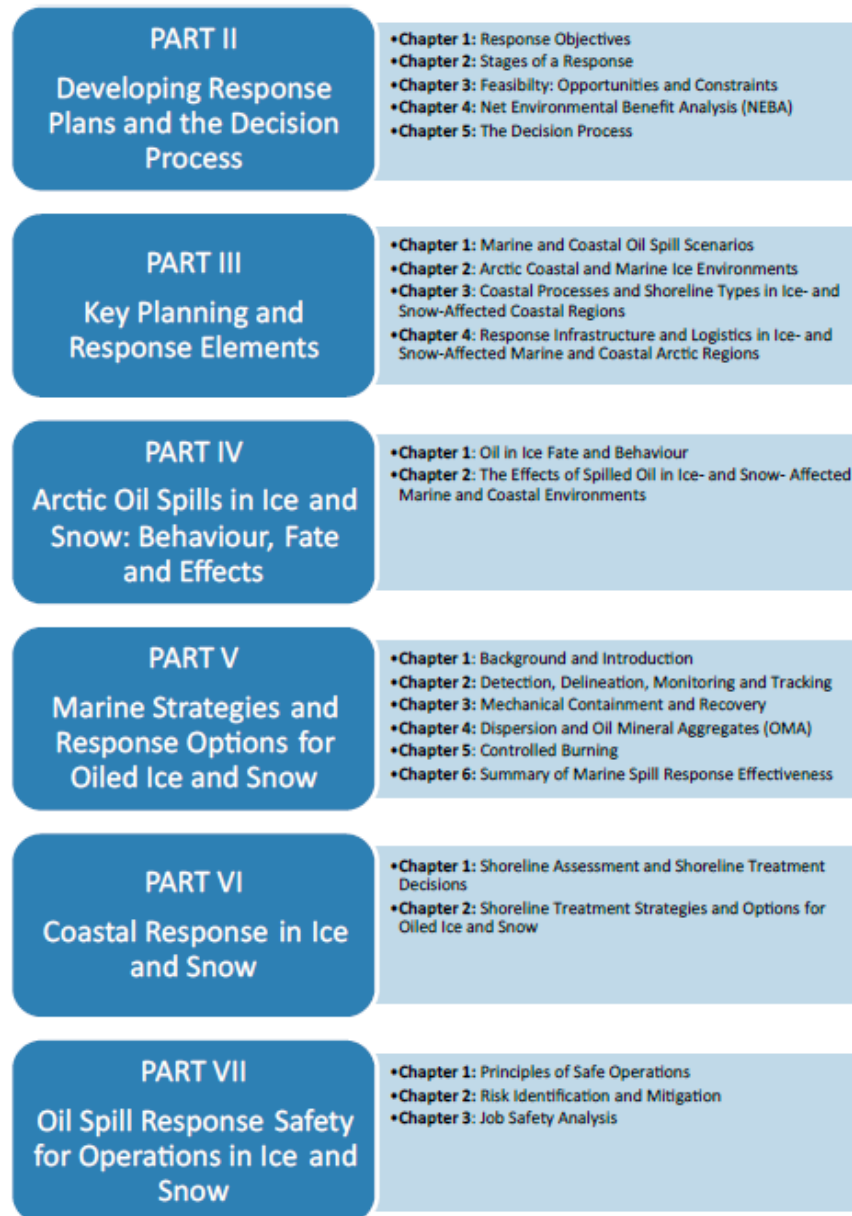 PART II
Developing Response
Plans and the Decision
Process
•Chapter 1: Response Objectives
•Chapter 2: Stages of a Response
•Chapter 3: Feasibilty: Opportunities and Constraints
•Chapter 4: Net Environmental Benefit Analysis (NEBA)
•Chapter 5: The Decision Process
PART III
Key Planning and
Response Elements
•Chapter 1: Marine and Coastal Oil Spill Scenarios
•Chapter 2: Arctic Coastal and Marine Ice Environments
•Chapter 3: Coastal Processes and Shoreline Types in Ice- and
Snow-Affected Coastal Regions
•Chapter 4: Response Infrastructure and Logistics in Ice- and
Snow-Affected Marine and Coastal Arctic Regions
PART IV
Arctic Oil Spills in Ice and
Snow: Behaviour, Fate
and Effects
•Chapter 1: Oil in Ice Fate and Behaviour
•Chapter 2: The Effects of Spilled Oil in Ice- and Snow- Affected
Marine and Coastal Environments
PART V
Marine Strategies and
Response Options for
Oiled Ice and Snow
•Chapter 1: Background and Introduction
•Chapter 2: Detection, Delineation, Monitoring and Tracking
•Chapter 3: Mechanical Containment and Recovery
•Chapter 4: Dispersion and Oil Mineral Aggregates (OMA)
•Chapter 5: Controlled Burning
•Chapter 6: Summary of Marine Spill Response Effectiveness
PART VI
Coastal Response in Ice
and Snow
•Chapter 1: Shoreline Assessment and Shoreline Treatment
Decisions
•Chapter 2: Shoreline Treatment Strategies and Options for
Oiled Ice and Snow
PART VII
Oil Spill Response Safety
for Operations in Ice and
Snow
•Chapter 1: Principles of Safe Operations
•Chapter 2: Risk Identification and Mitigation
•Chapter 3: Job Safety Analysis